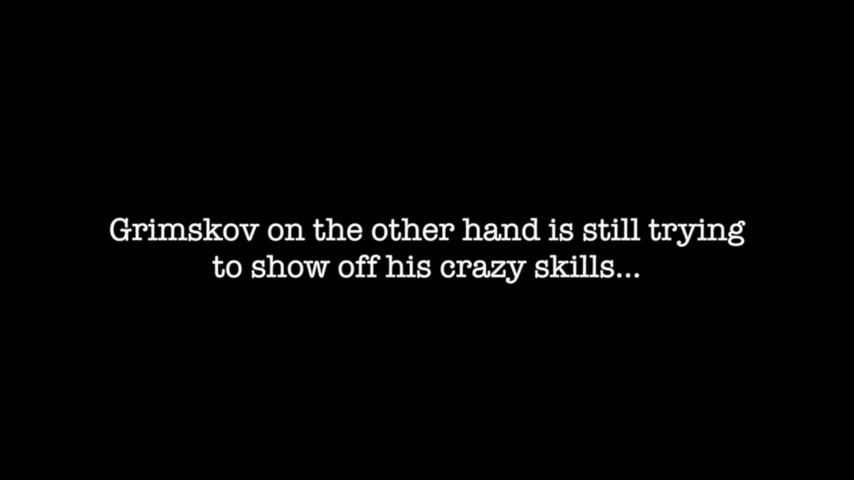 Grimskov on the other hand is still trying
to show off his crazy skills...